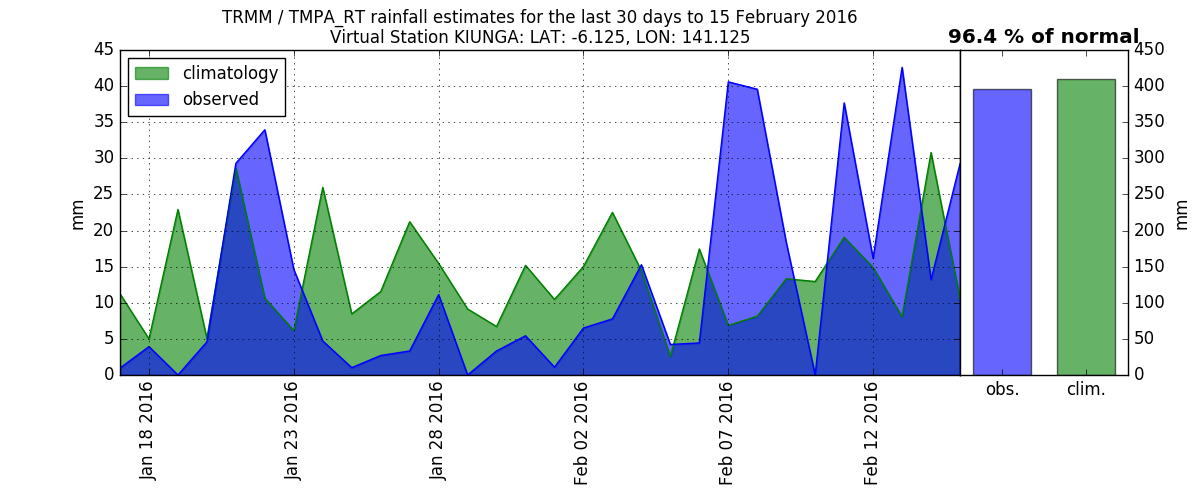 TRMM / TMPA_RT rainfall estimates for the last 30 days to 15 February 2016
Virtual Station KIUNGA: LAT: -6.125, LON: 141.125
96.4 % of normal
climatology
observed
mm
45
40
35
30
25
20
15
10
5
0
Jan 18 2016
Jan 23 2016
Jan 28 2016
Feb 02 2016
Feb 07 2016
Feb 12 2016
obs.
clim.
450
400
350
300
250
200
150
100
50
0
mm